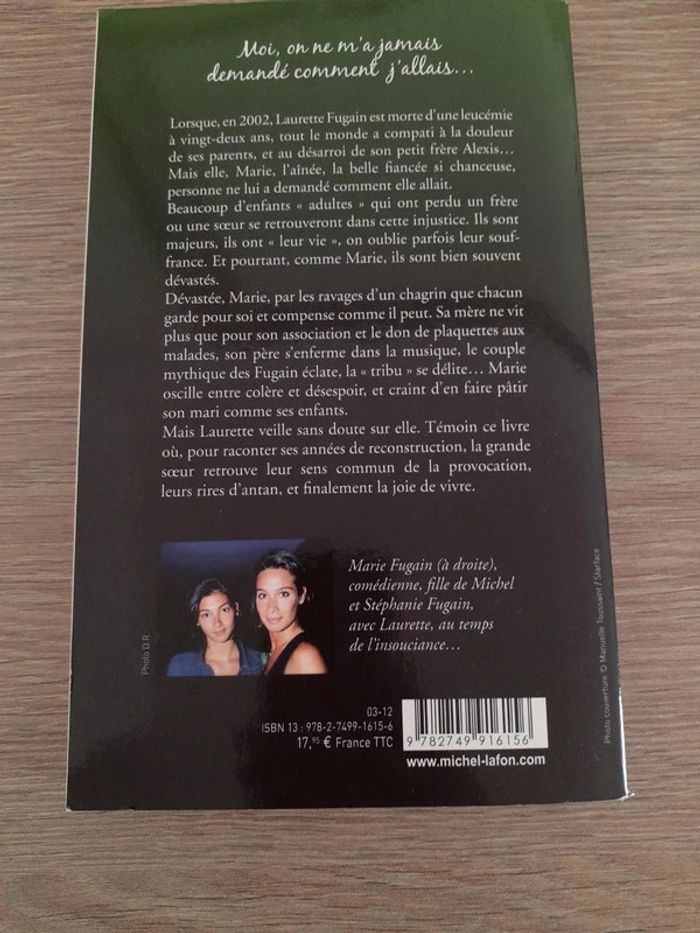 Moi, on ne m'a jamais
demandé comment j'allais...
Lorsque, en 2002, Laurette Fugain est morte d'une leucémie
à vingt-deux ans, tout le monde a compati à la douleur
de ses parents, et au désarroi de son petit frère Alexis...
Mais elle, Marie, l'aînée, la belle fiancée si chanceuse,
personne ne lui a demandé comment elle allait.
Beaucoup d'enfants « adultes » qui ont perdu un frère
ou une sœur se retrouveront dans cette injustice. Ils sont
majeurs, ils ont « leur vie », on oublie parfois leur souf-
france. Et pourtant, comme Marie, ils sont bien souvent
dévastés.
Dévastée, Marie, par les ravages d'un chagrin que chacun
garde pour soi et compense comme il peut. Sa mère ne vit
plus que pour son association et le don de plaquettes aux
malades, son père s'enferme dans la musique, le couple
mythique des Fugain éclate, la « tribu » se délite... Marie
oscille entre colère et désespoir, et craint d'en faire pâtir
son mari comme ses enfants.
Mais Laurette veille sans doute sur elle. Témoin ce livre
où, pour raconter ses années de reconstruction, la grande
sœur retrouve leur sens commun de la provocation,
leurs rires d'antan, et finalement la joie de vivre.
Photo D.R
Marie Fugain (à droite),
comédienne, fille de Michel
et Stéphanie Fugain,
avec Laurette, au temps
de l'insouciance...
Photo couverture © Manuelle Toussaint / Starface
03-12
ISBN 13 : 978-2-7499-1615-6
17,95 € France TTC
9 782749 916156
www.michel-lafon.com